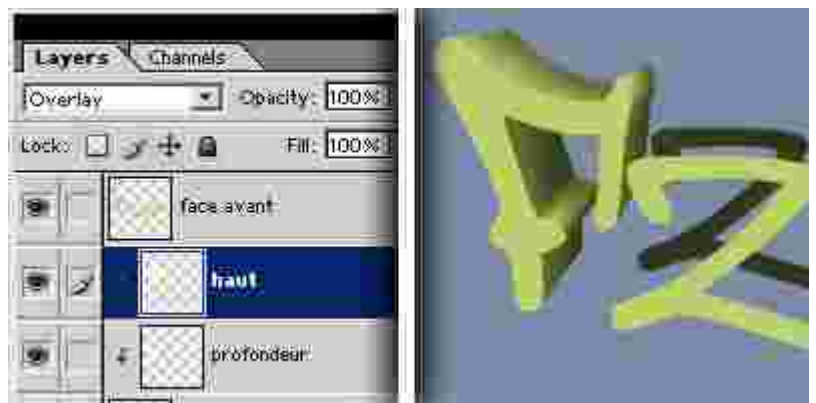 Layers Channels
Overlay Opacity: 100%
Lock: Fill: 100%
face avant
haut
profondeur